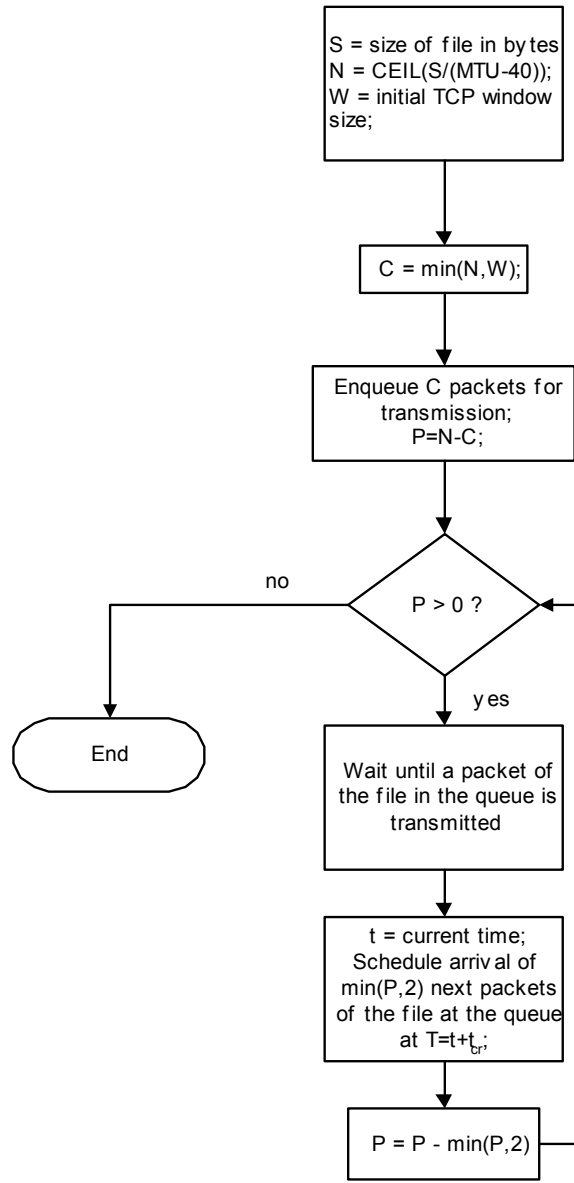 S = size of file in bytes
N = CEIL(S/(MTU-40));
W = initial TCP window
size;
C = min(N,W);
Enqueue C packets for
transmission;
P=N-C;
P > 0 ?
no
yes
End
Wait until a packet of
the file in the queue is
transmitted
t = current time;
Schedule arrival of
min(P,2) next packets
of the file at the queue
at T=t+tcr;
P = P - min(P,2)